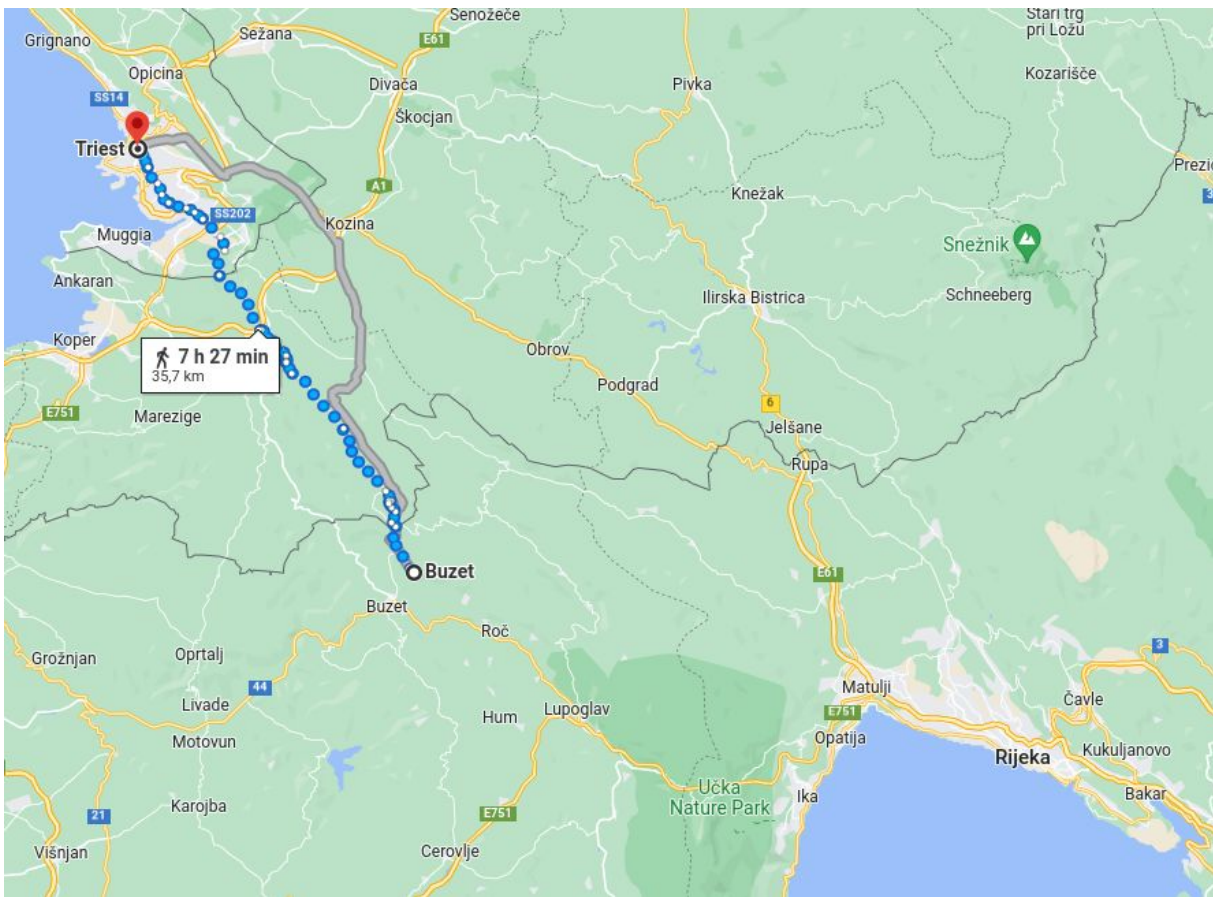 Senožeče
Stari trg
pri Ložu
Grignano
Sežana
E61
Opicina
Divača
Pivka
Kozarišče
SS14
Škocjan
Triest
A1
Knežak
SS202
Kozina
3
Muggia
Snežnik
Ankaran
Ilirska Bistrica
Schneeberg
Koper
7 h 27 min
35,7 km
Obrov
Podgrad
E751
Marezige
6
Jelšane
Rupa
Buzet
E61
Buzet
Roč
Grožnjan
Oprtalj
3
44
Matulji
Čavle
Livade
Hum
Lupoglav
E751
Motovun
Opatija
Kukuljanovo
Rijeka
Učka
Nature Park
Ika
Bakar
Karojba
21
E751
Višnjan
Cerovlje